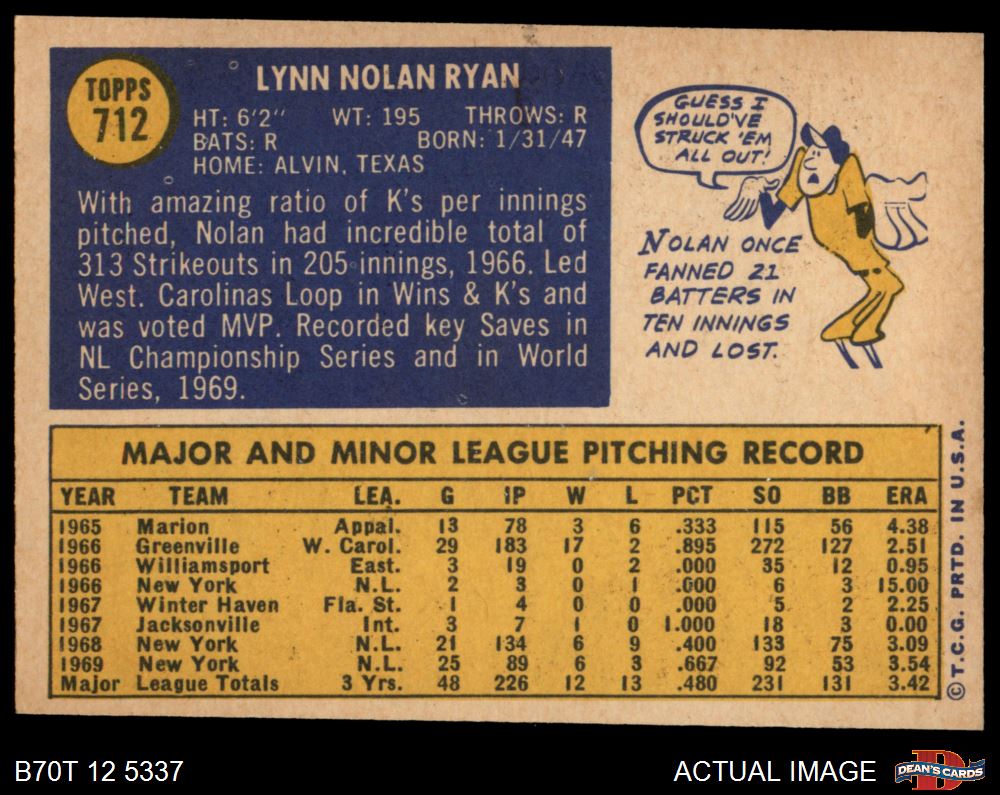 TOPPS
712
LYNN NOLAN RYAN
HT: 6'2" WT: 195 THROWS: R
BATS: R BORN: 1/31/47
HOME: ALVIN, TEXAS
With amazing ratio of K's per innings
pitched, Nolan had incredible total of
313 Strikeouts in 205 innings, 1966. Led
West. Carolinas Loop in Wins & K's and
was voted MVP. Recorded key Saves in
NL Championship Series and in World
Series, 1969.
GUESS I
SHOULD'VE
STRUCK 'EM
ALL OUT!
NOLAN ONCE
FANNED 21
BATTERS IN
TEN INNINGS
AND LOST.
MAJOR AND MINOR LEAGUE PITCHING RECORD
YEAR TEAM LEA. G IP W L PCT SO BB ERA
1965 Marion Appal. 13 78 3 6 .333 115 56 4.38
1966 Greenville W. Carol. 29 183 17 2 .895 272 127 2.51
1966 Williamsport East. 3 19 0 2 .000 35 12 0.95
1966 New York N.L. 2 3 0 1 .000 6 3 15.00
1967 Winter Haven Fla. St. 1 4 0 0 .000 5 2 2.25
1967 Jacksonville Int. 3 7 1 0 1.000 18 3 0.00
1968 New York N.L. 21 134 6 9 .400 133 75 3.09
1969 New York N.L. 25 89 6 3 .667 92 53 3.54
Major League Totals 3 Yrs. 48 226 12 13 .480 231 131 3.42
© T.C.G. PRTD. IN U.S.A.
B70T 12 5337
ACTUAL IMAGE
D
DEAN'S CARDS